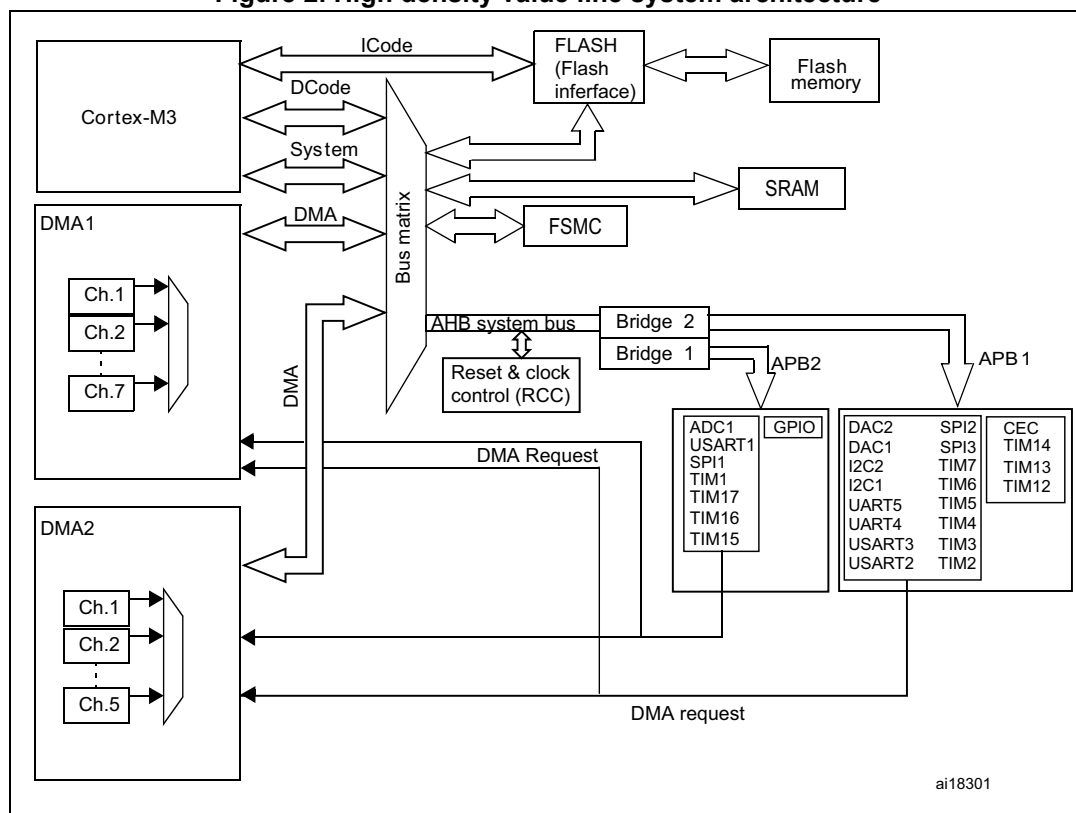 Figure 2. High density value line system architecture
ICode
FLASH
(Flash
inferface)
Flash
memory
Cortex-M3
DCode
System
SRAM
DMA1
DMA
FSMC
Bus matrix
Ch.1
Ch.2
Ch.7
AHB system bus
Bridge 2
Bridge 1
APB2
APB1
Reset & clock
control (RCC)
DMA
ADC1
USART1
SPI1
TIM1
TIM17
TIM16
TIM15
GPIO
DAC2
DAC1
I2C2
I2C1
UART5
UART4
USART3
USART2
SPI2
SPI3
TIM7
TIM6
TIM5
TIM4
TIM3
TIM2
CEC
TIM14
TIM13
TIM12
DMA Request
DMA2
Ch.1
Ch.2
Ch.5
DMA request
ai18301